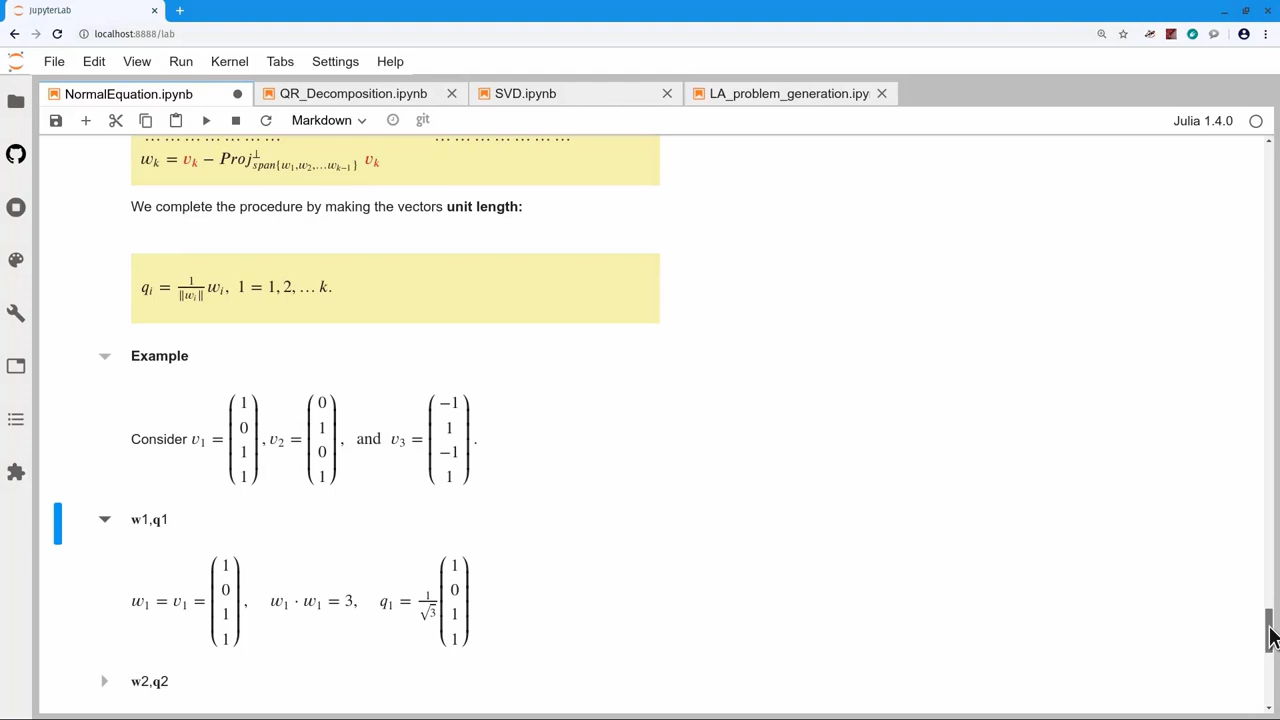 JupyterLab
localhost:8888/lab
File Edit View Run Kernel Tabs Settings Help
NormalEquation.ipynb QR_Decomposition.ipynb SVD.ipynb LA_problem_generation.ipy
Markdown git Julia 1.4.0
… … … … … … … … … … … … … …
w_k = v_k − Proj^⊥_{span{w_1,w_2,…w_{k−1}}} v_k
We complete the procedure by making the vectors unit length:
q_i = 1/‖w_i‖ w_i, 1 = 1, 2, … k.
Example
Consider v_1 = (1 0 1 1), v_2 = (0 1 0 1), and v_3 = (−1 1 −1 1).
w1,q1
w_1 = v_1 = (1 0 1 1), w_1 · w_1 = 3, q_1 = 1/√3 (1 0 1 1)
w2,q2